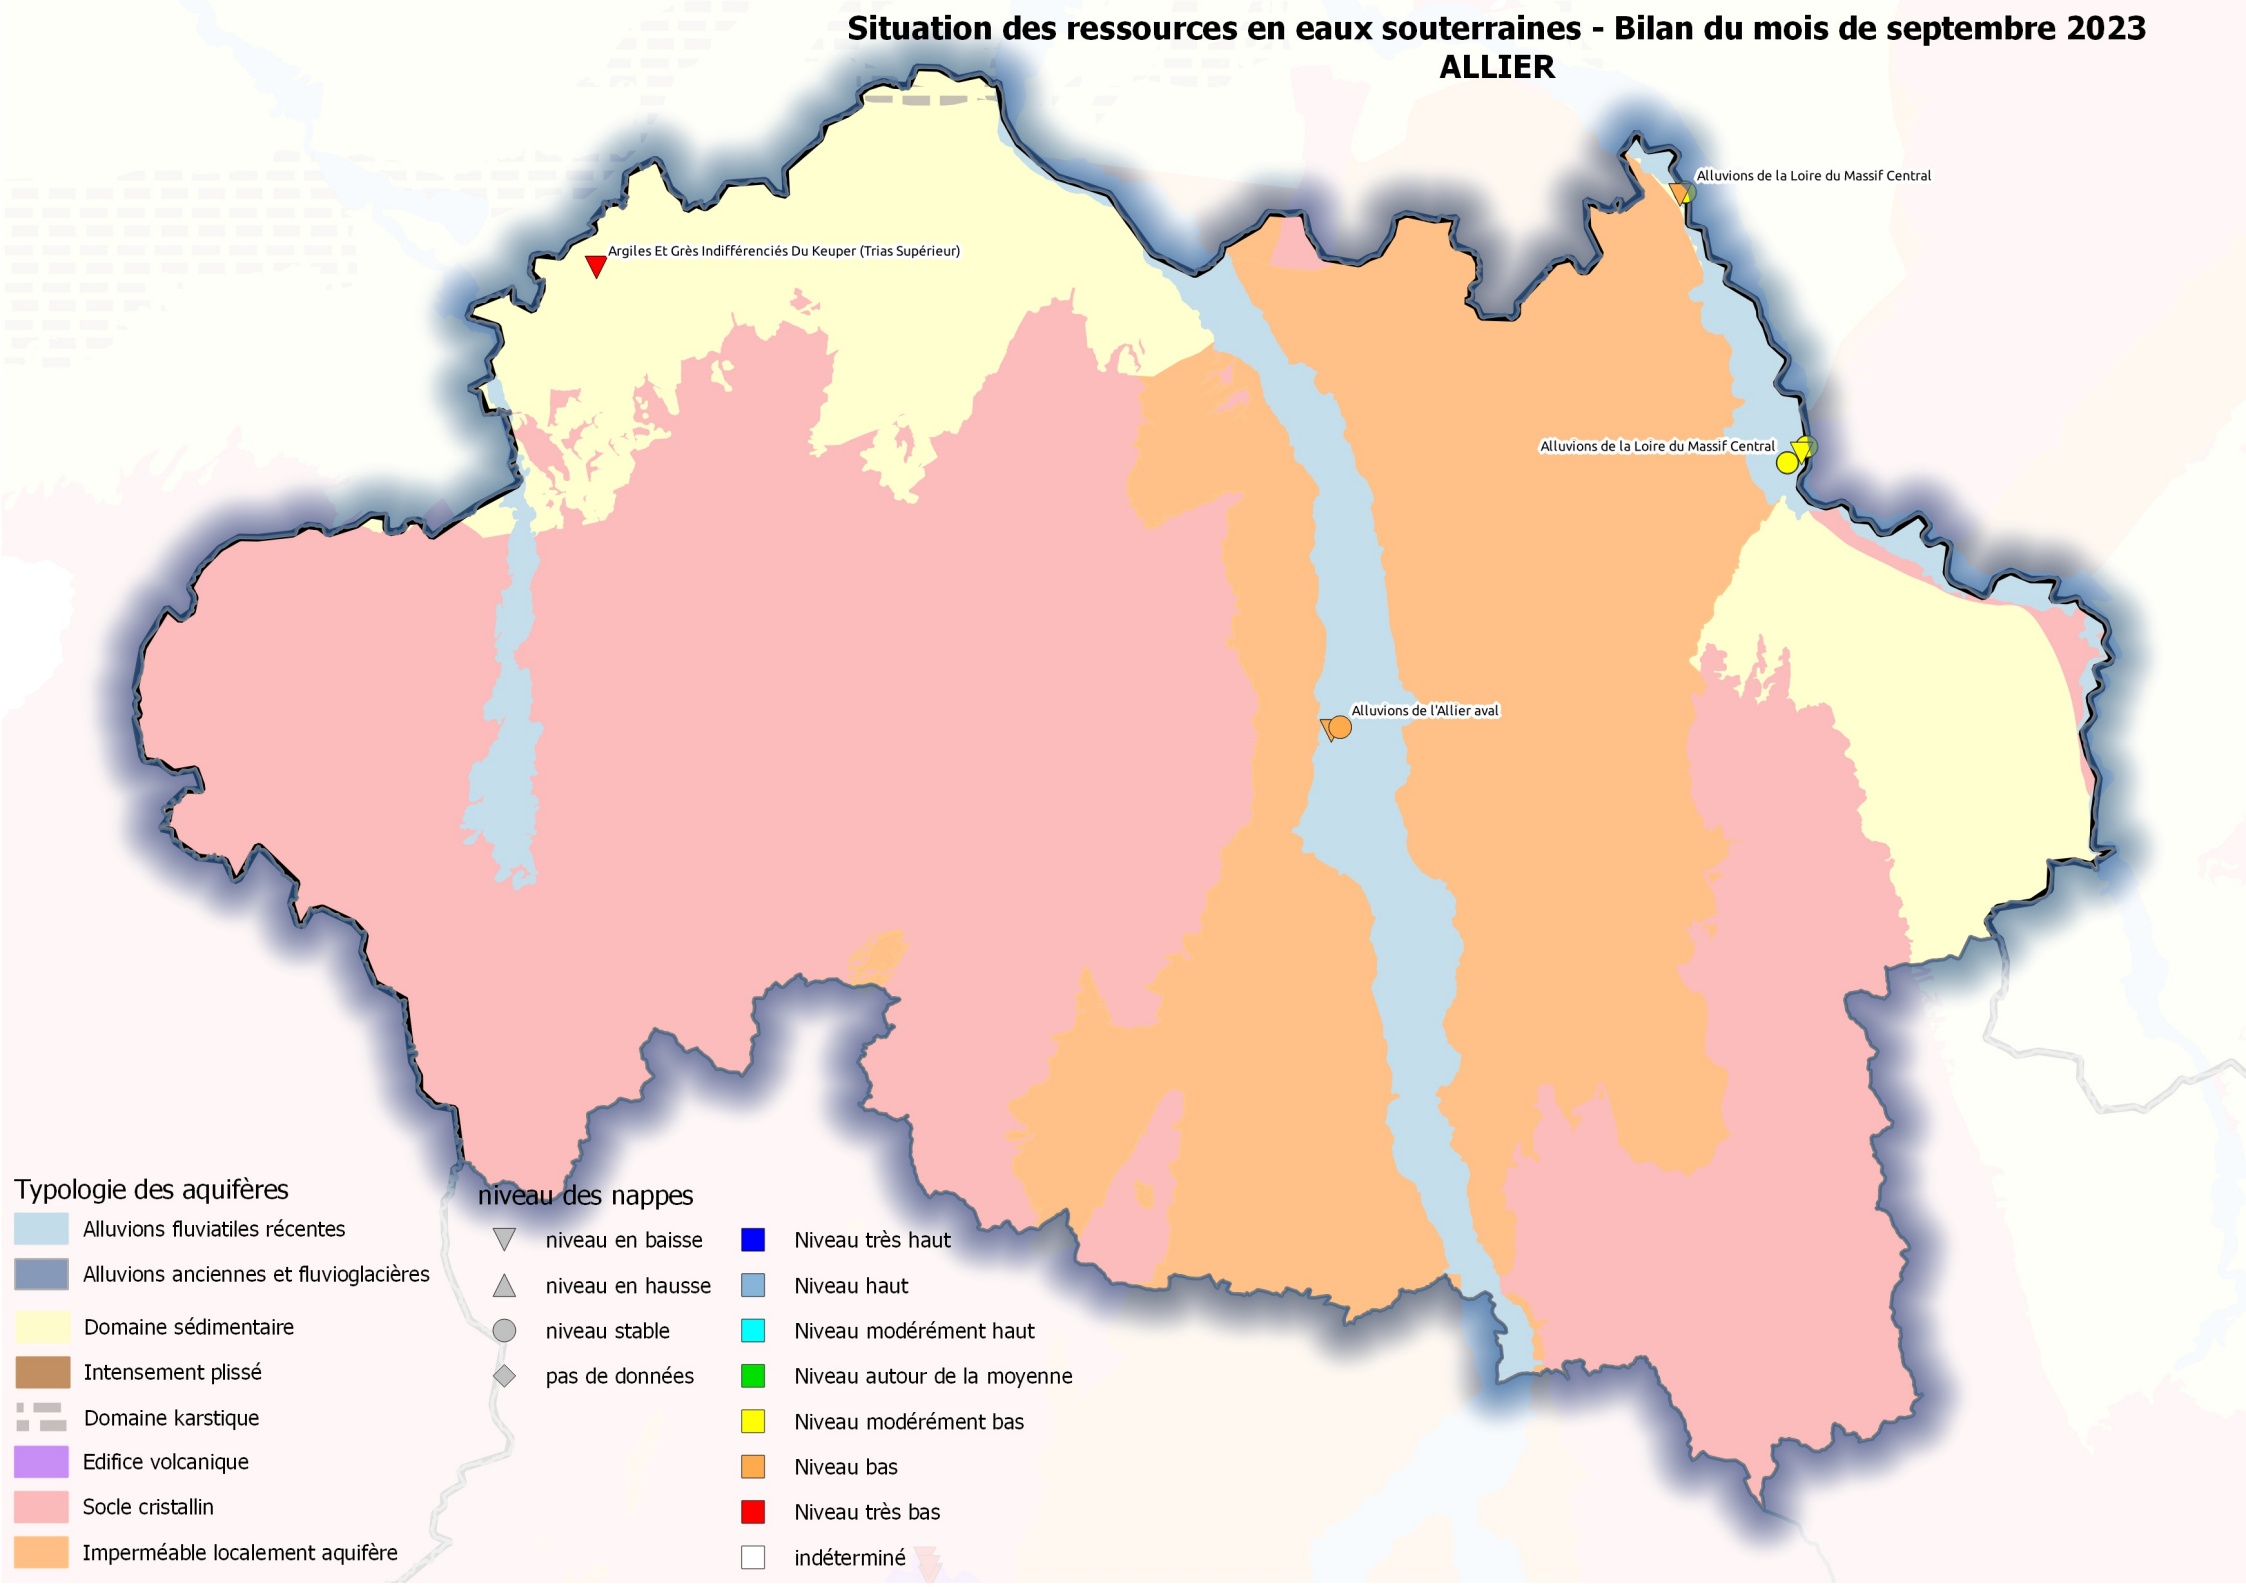 Situation des ressources en eaux souterraines - Bilan du mois de septembre 2023
ALLIER
Alluvions de la Loire du Massif Central
Argiles Et Grès Indifférenciés Du Keuper (Trias Supérieur)
Alluvions de la Loire du Massif Central
Alluvions de l'Allier aval
Typologie des aquifères
Alluvions fluviatiles récentes
Alluvions anciennes et fluvioglacières
Domaine sédimentaire
Intensement plissé
Domaine karstique
Edifice volcanique
Socle cristallin
Imperméable localement aquifère
niveau des nappes
niveau en baisse
niveau en hausse
niveau stable
pas de données
Niveau très haut
Niveau haut
Niveau modérément haut
Niveau autour de la moyenne
Niveau modérément bas
Niveau bas
Niveau très bas
indéterminé